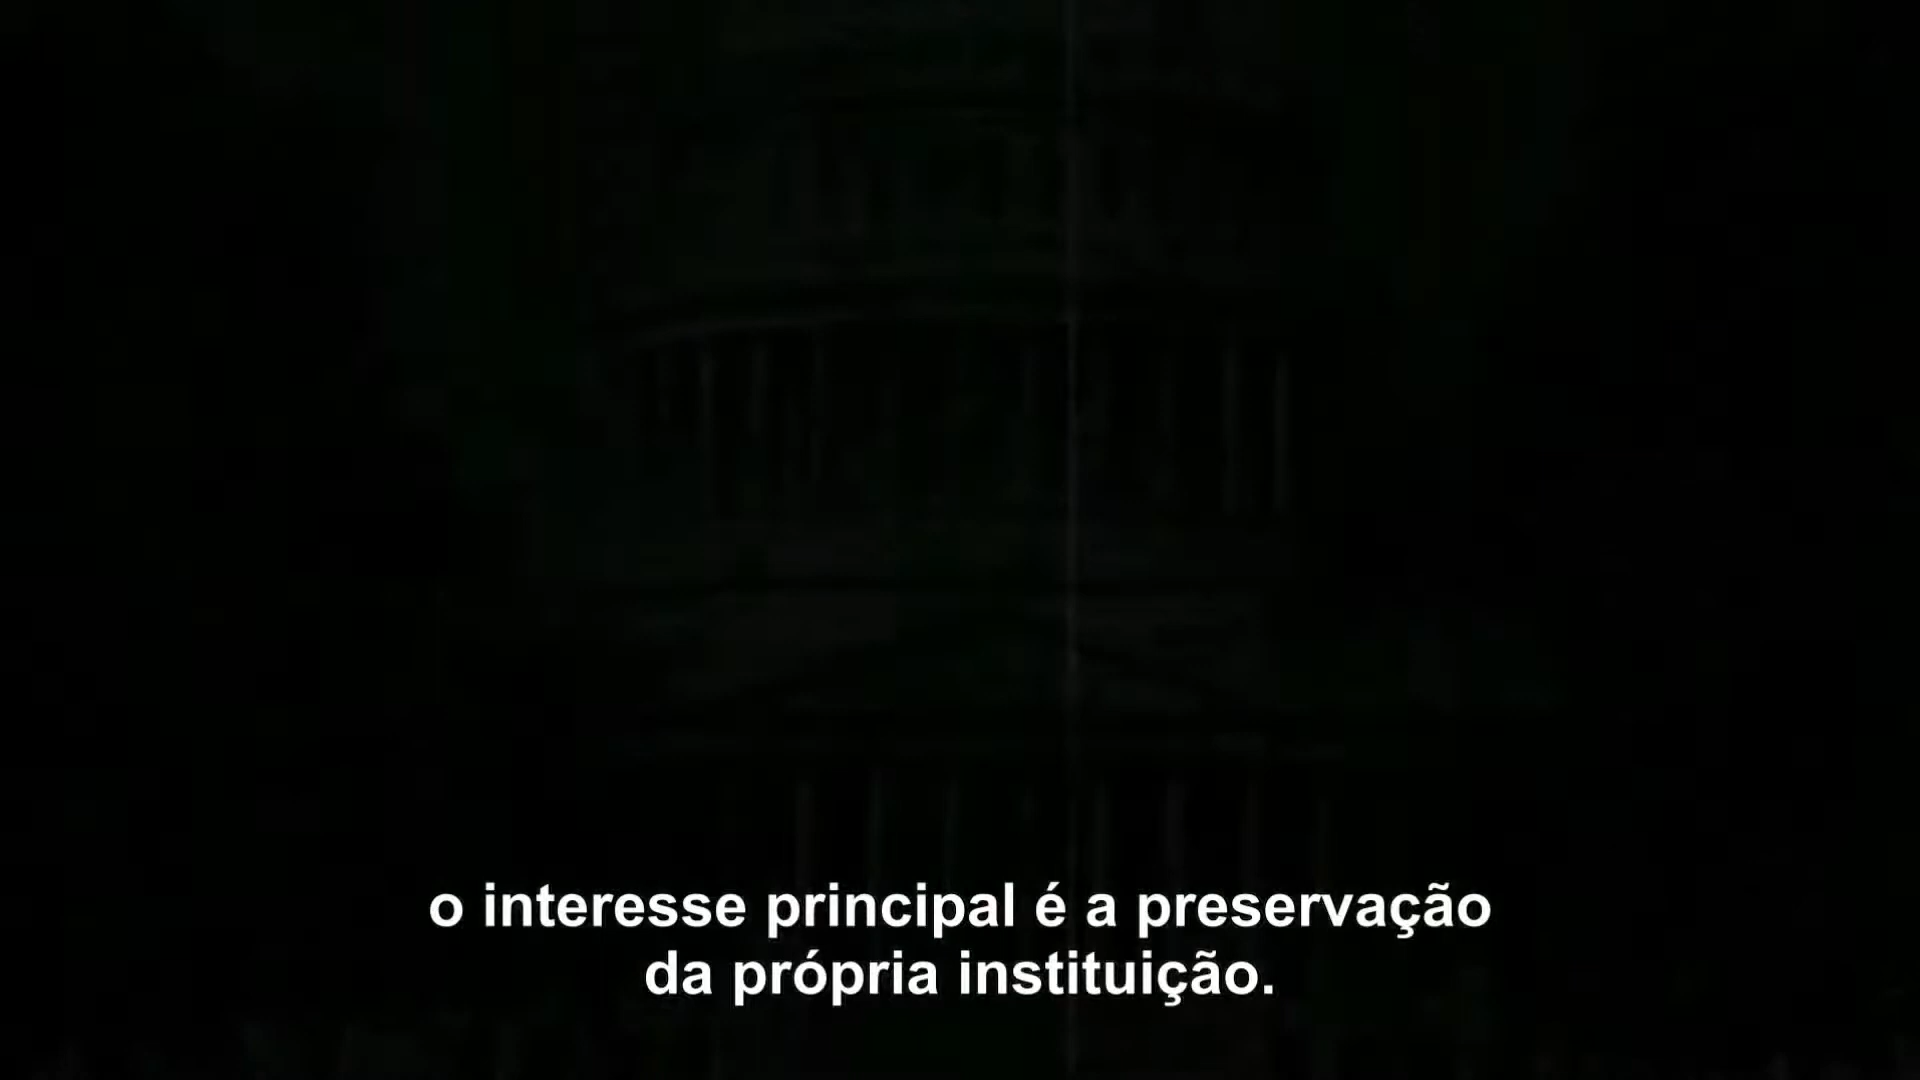 o interesse principal é a preservação
da própria instituição.